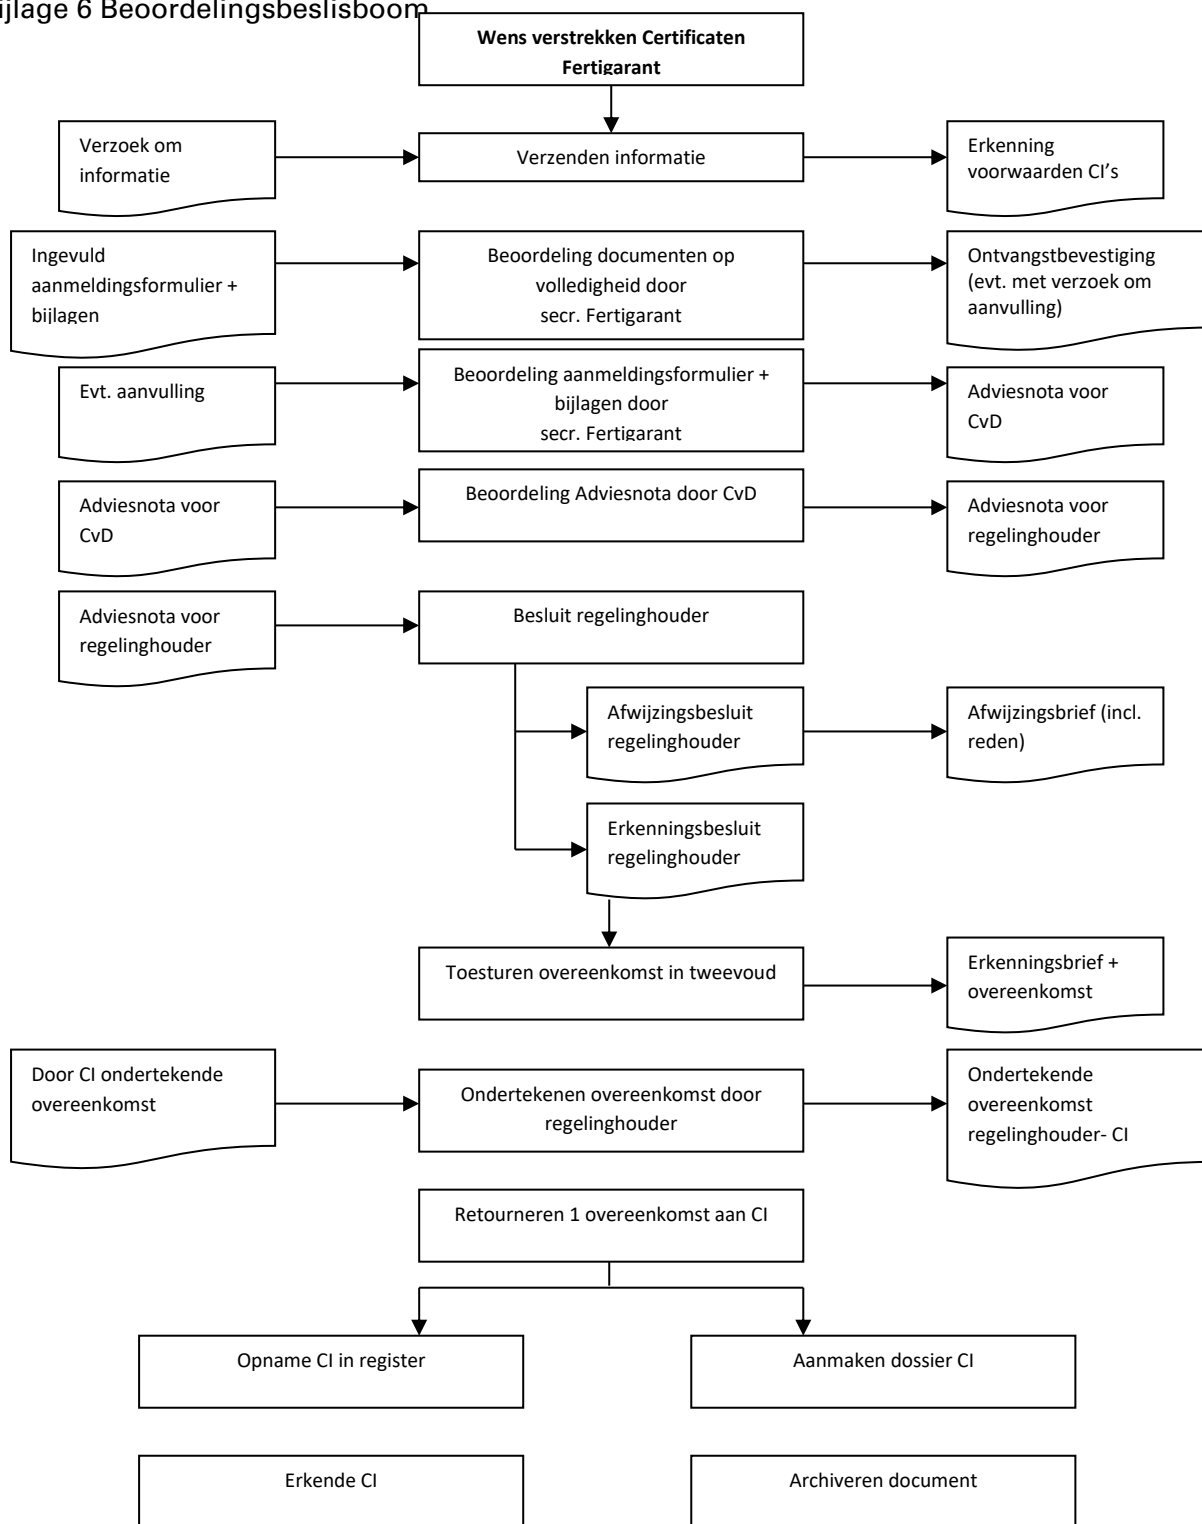 ijlage 6 Beoordelingsbeslisboom
Wens verstrekken Certificaten
Fertigarant
Verzoek om
informatie
Verzenden informatie
Erkenning
voorwaarden CI's
Ingevuld
aanmeldingsformulier +
bijlagen
Beoordeling documenten op
volledigheid door
secr. Fertigarant
Ontvangstbevestiging
(evt. met verzoek om
aanvulling)
Evt. aanvulling
Beoordeling aanmeldingsformulier +
bijlagen door
secr. Fertigarant
Adviesnota voor
CvD
Adviesnota voor
CvD
Beoordeling Adviesnota door CvD
Adviesnota voor
regelinghouder
Adviesnota voor
regelinghouder
Besluit regelinghouder
Afwijzingsbesluit
regelinghouder
Afwijzingsbrief (incl.
reden)
Erkenningsbesluit
regelinghouder
Toesturen overeenkomst in tweevoud
Erkenningsbrief +
overeenkomst
Door CI ondertekende
overeenkomst
Ondertekenen overeenkomst door
regelinghouder
Ondertekende
overeenkomst
regelinghouder- CI
Retourneren 1 overeenkomst aan CI
Opname CI in register
Aanmaken dossier CI
Erkende CI
Archiveren document